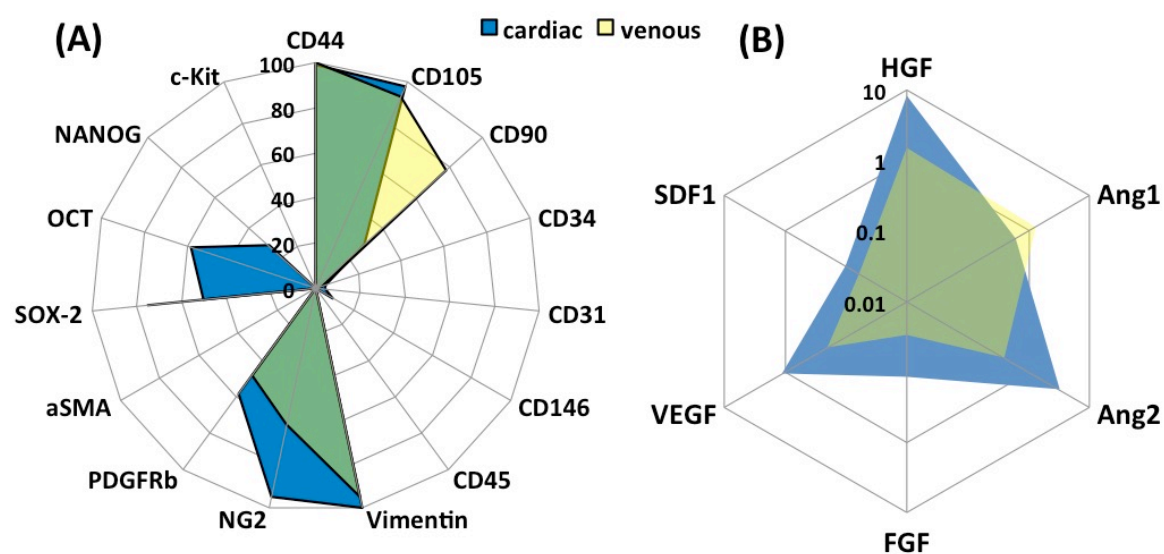 (A)
cardiac venous
(B)
CD44
CD105
CD90
CD34
CD31
CD146
CD45
Vimentin
NG2
PDGFRb
aSMA
SOX-2
OCT
NANOG
c-Kit
100
80
60
40
20
0
HGF
Ang1
Ang2
FGF
VEGF
SDF1
10
1
0.1
0.01